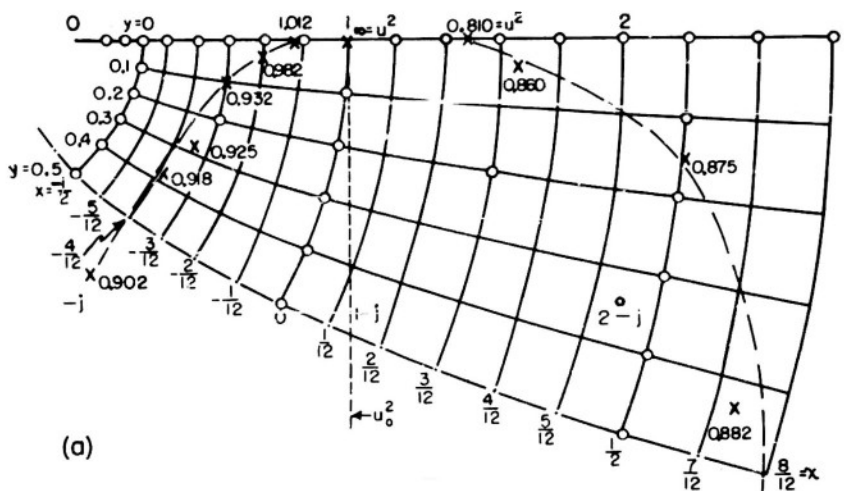 0 y=0 1,012 i 0,810=u² 2
∞=u²
0,1 0,982 0,860
0,2 0,932
0,3
0,4 0,925 0,875
y=0.5 0,918
x=-j/2
-5/12
-4/12 -3/12
-j 0,902 -2/12
-1/12 0 1-j 2-j
1/12
2/12
3/12
4/12 0,882
u₀² 5/12
(a) 1/2 7/12 8/12=x